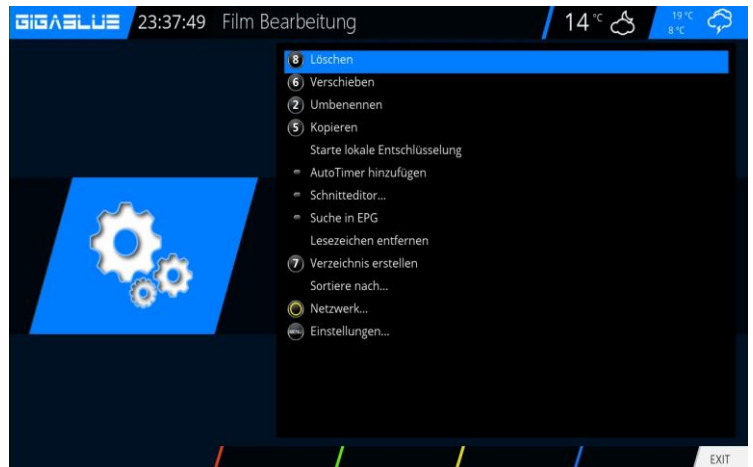 GIGABLUE 23:37:49 Film Bearbeitung 14 °C 19 °C
8 °C
8 Löschen
6 Verschieben
2 Umbenennen
5 Kopieren
Starte lokale Entschlüsselung
AutoTimer hinzufügen
Schnitteditor...
Suche in EPG
Lesezeichen entfernen
7 Verzeichnis erstellen
Sortiere nach...
Netzwerk...
MENU Einstellungen...
EXIT